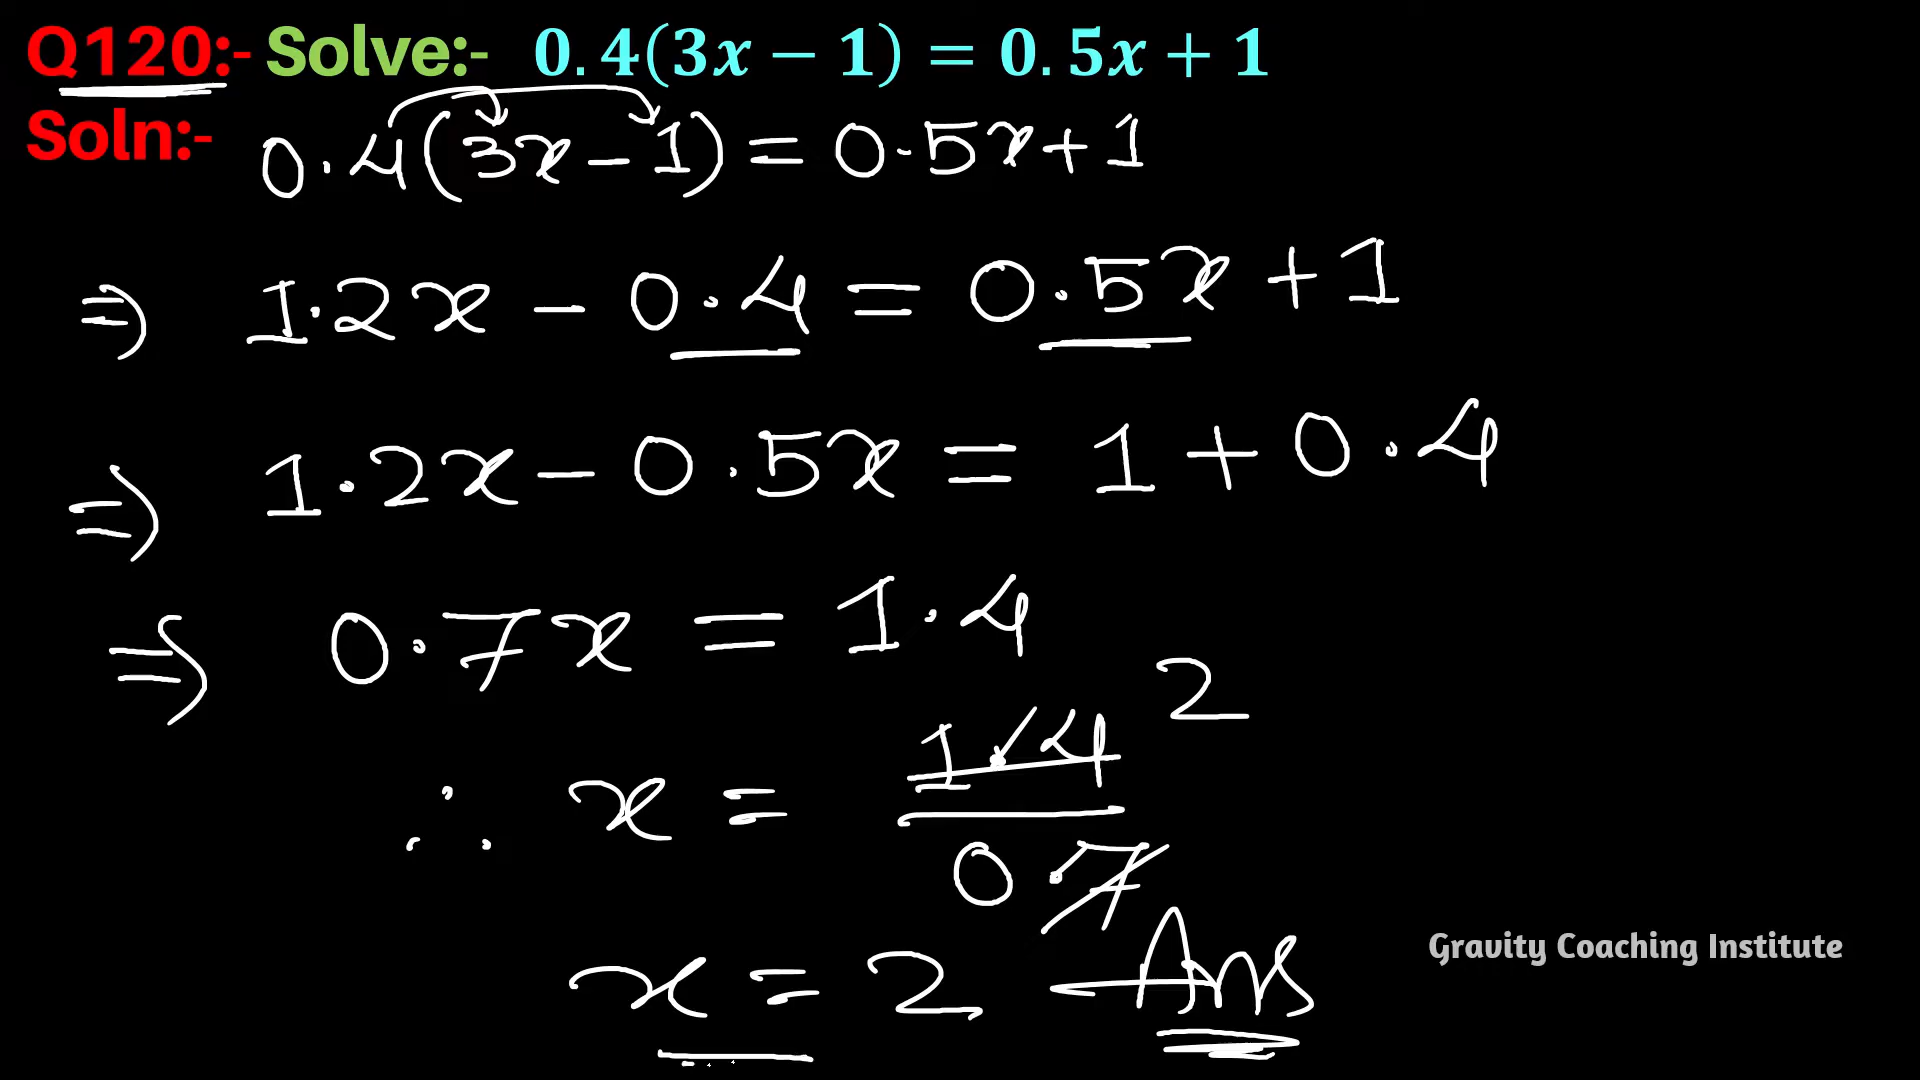 Q120:- Solve:- 0.4(3x − 1) = 0.5x + 1
Soln:- 0.4(3x − 1) = 0.5x + 1
⇒ 1.2x − 0.4 = 0.5x + 1
⇒ 1.2x − 0.5x = 1 + 0.4
⇒ 0.7x = 1.4
2
∴ x = 1.4/0.7
x = 2 Ans
Gravity Coaching Institute